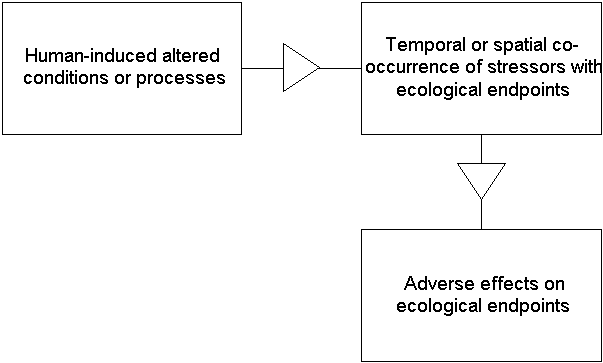 Human-induced altered
conditions or processes
Temporal or spatial co-
occurrence of stressors with
ecological endpoints
Adverse effects on
ecological endpoints